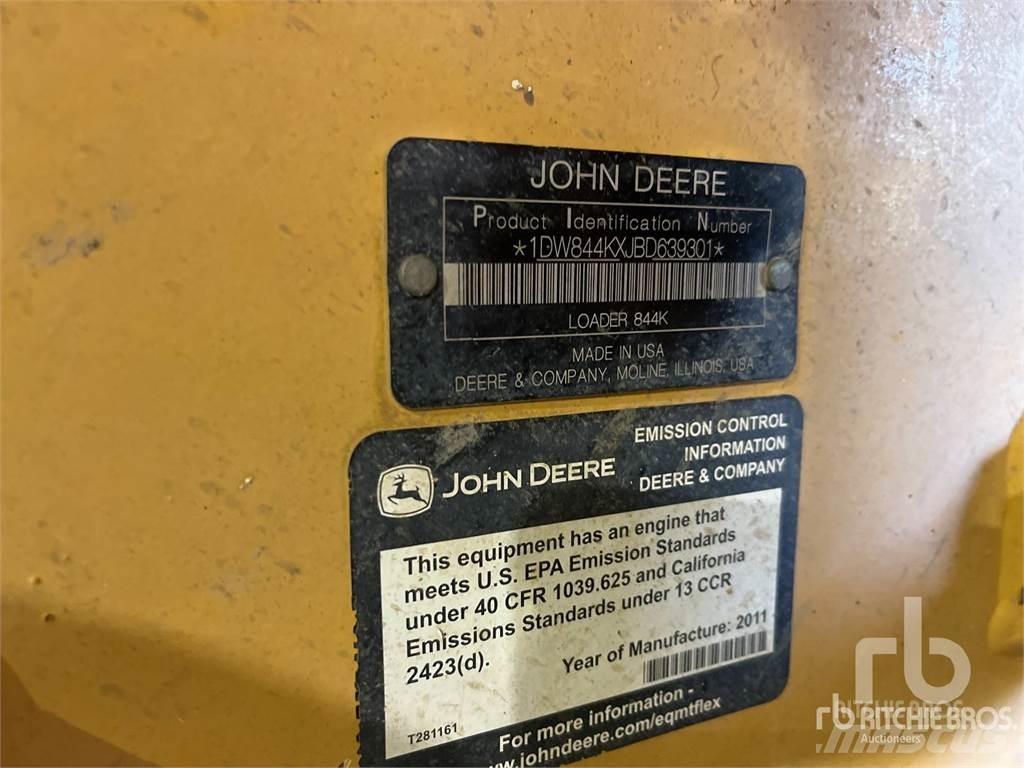 JOHN DEERE
Product Identification Number
*1DW844KXJBD639301*
LOADER 844K
MADE IN USA
DEERE & COMPANY, MOLINE, ILLINOIS, USA
EMISSION CONTROL
INFORMATION
DEERE & COMPANY
JOHN DEERE
This equipment has an engine that
meets U.S. EPA Emission Standards
under 40 CFR 1039.625 and California
Emissions Standards under 13 CCR
2423(d).
Year of Manufacture: 2011
T281161
For more information -
www.johndeere.com/eqmtflex
rb
rb RITCHIE BROS.
Auctioneers